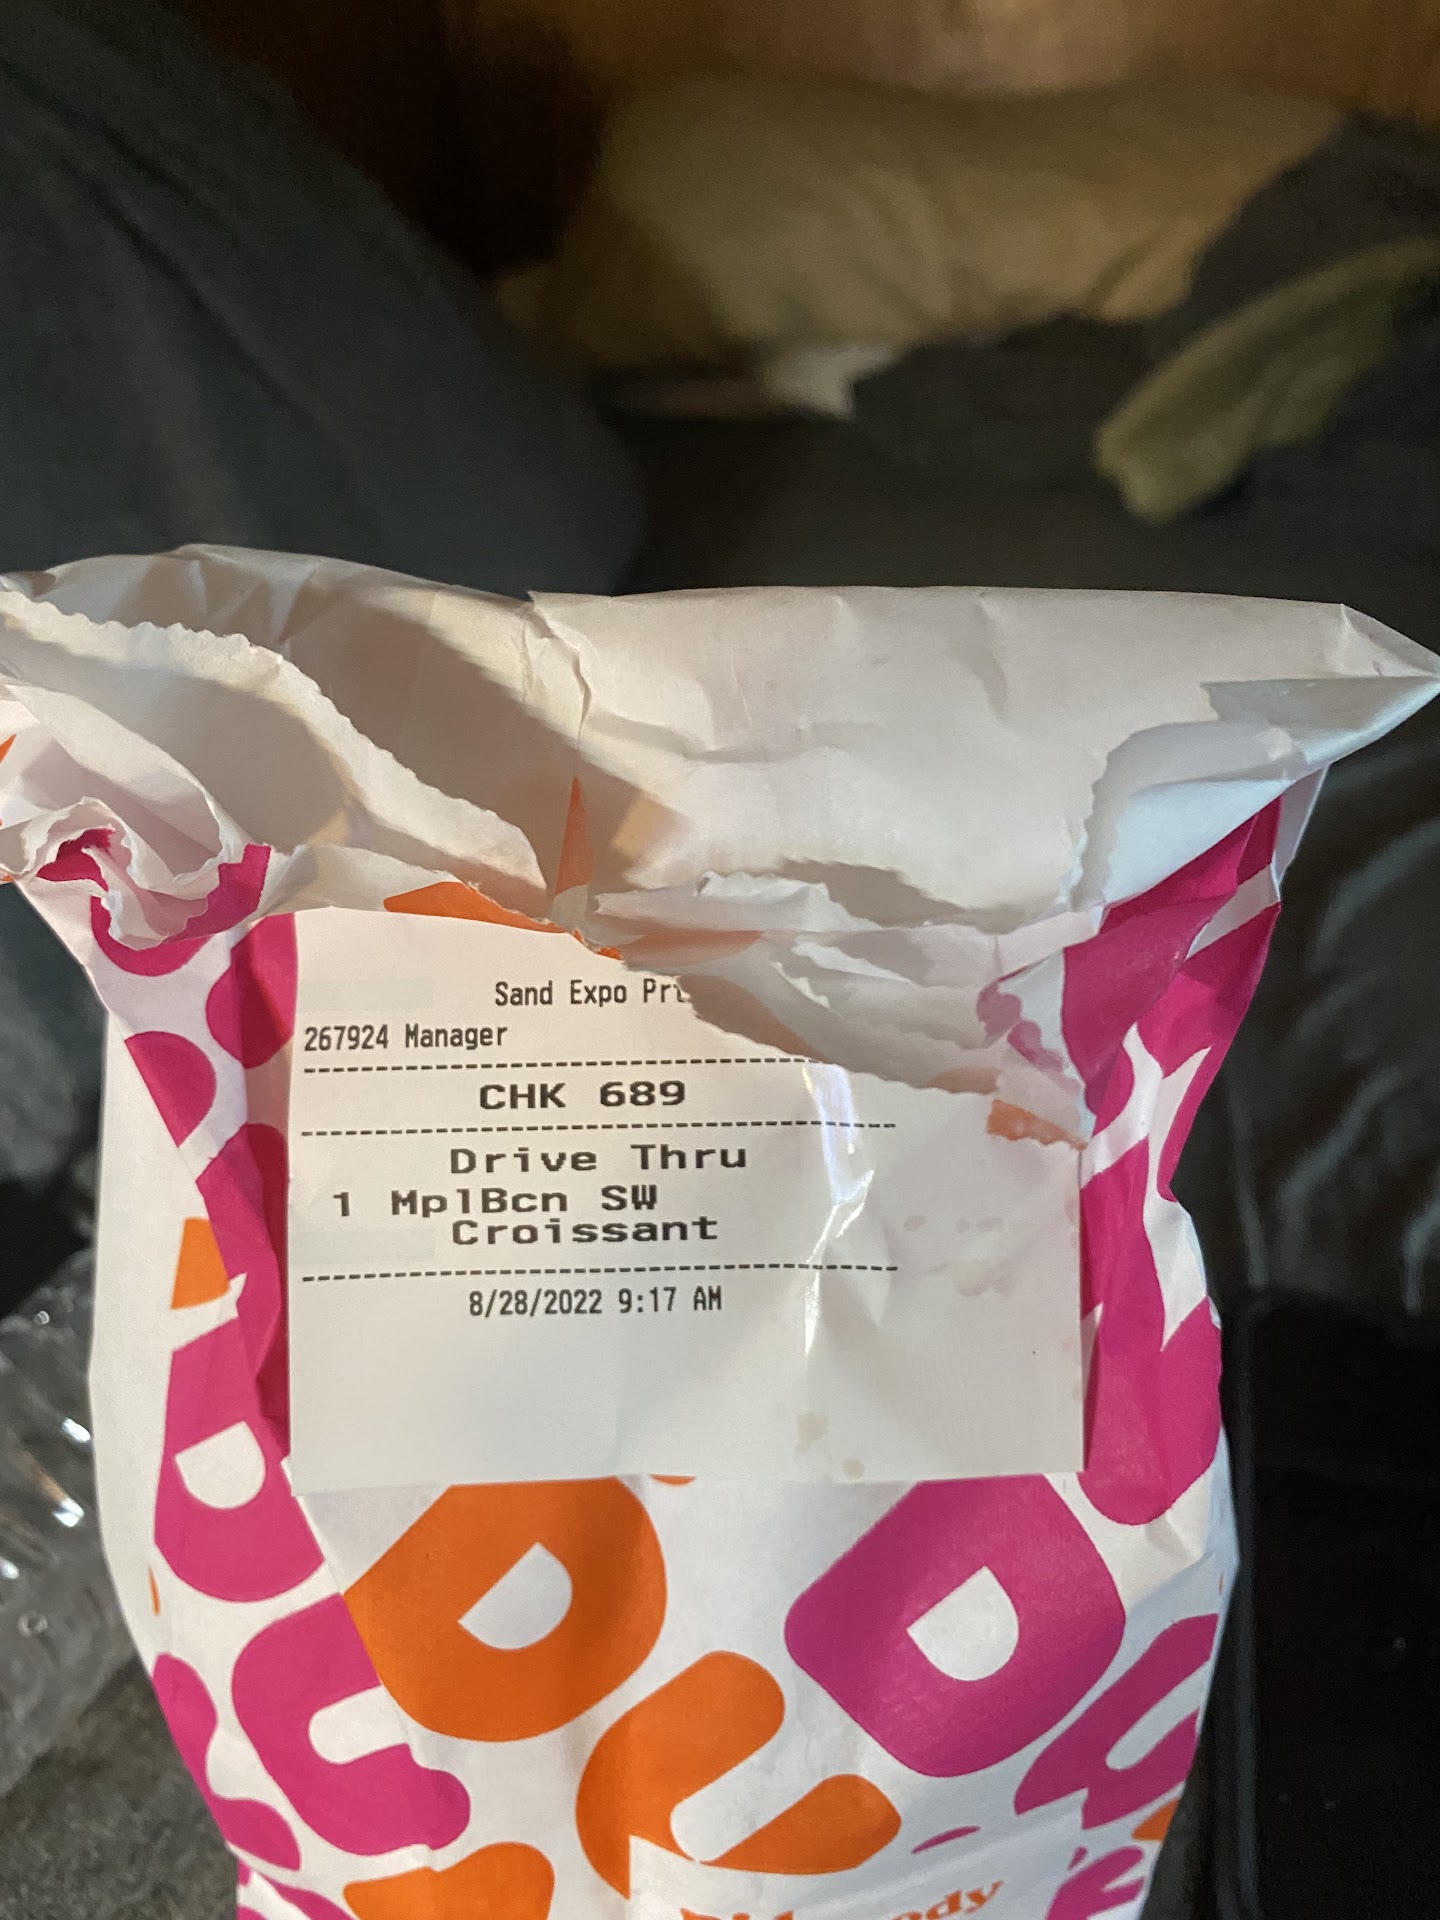 Sand Expo
267924 Manager
CHK 689
Drive Thru
1 MplBcn SW
Croissant
8/28/2022 9:17 AM